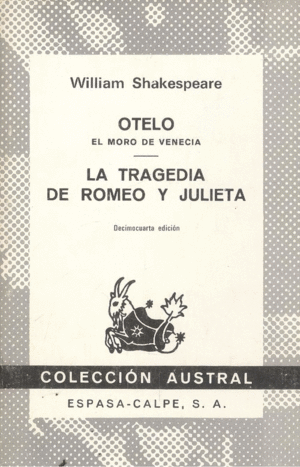 William Shakespeare
OTELO
EL MORO DE VENECIA
LA TRAGEDIA
DE ROMEO Y JULIETA
Decimocuarta edición
COLECCIÓN AUSTRAL
ESPASA-CALPE, S. A.